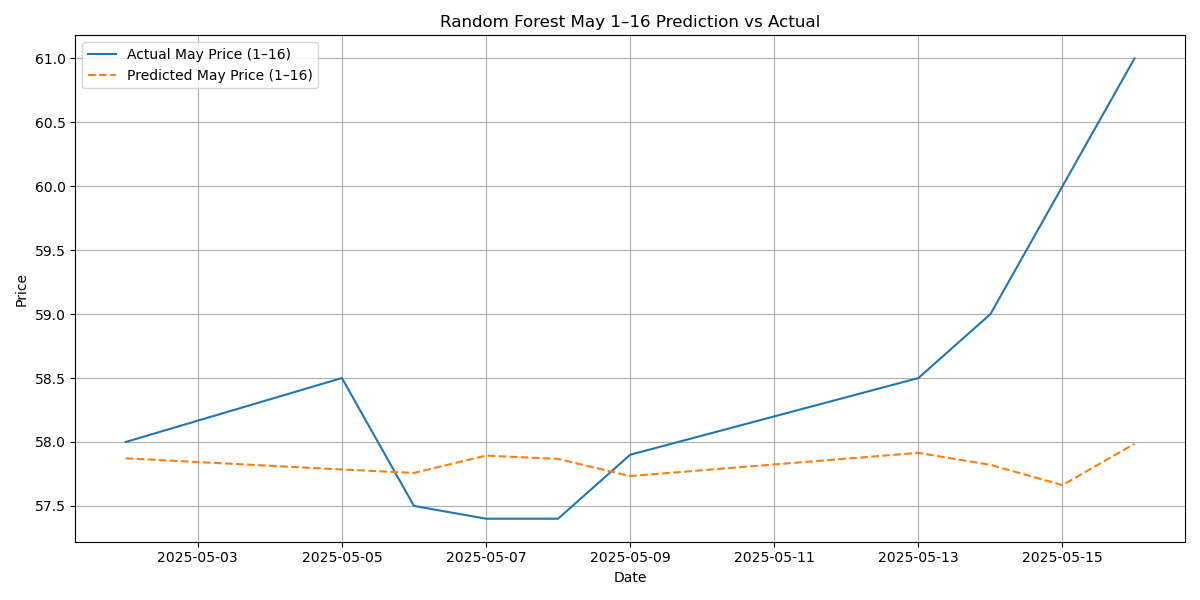 Random Forest May 1–16 Prediction vs Actual
Actual May Price (1–16)
Predicted May Price (1–16)
61.0
60.5
60.0
59.5
59.0
58.5
58.0
57.5
Price
2025-05-03 2025-05-05 2025-05-07 2025-05-09 2025-05-11 2025-05-13 2025-05-15
Date